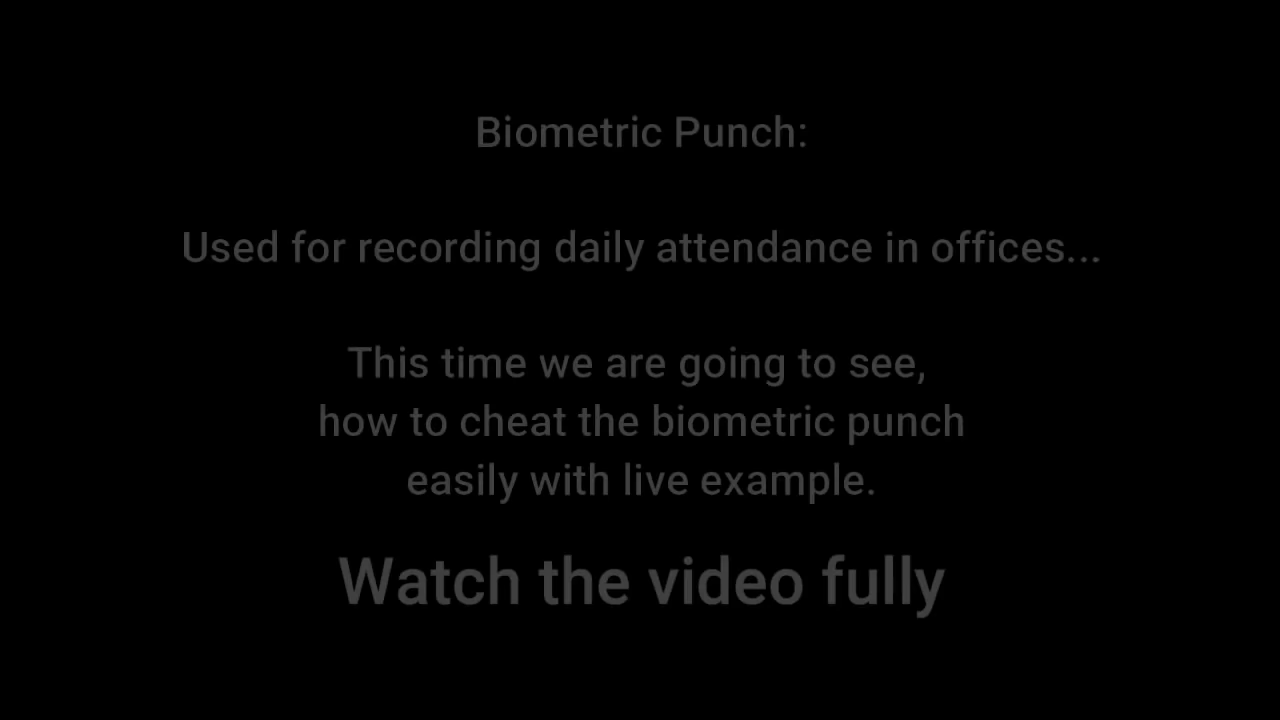 Biometric Punch:
Used for recording daily attendance in offices...
This time we are going to see,
how to cheat the biometric punch
easily with live example.
Watch the video fully